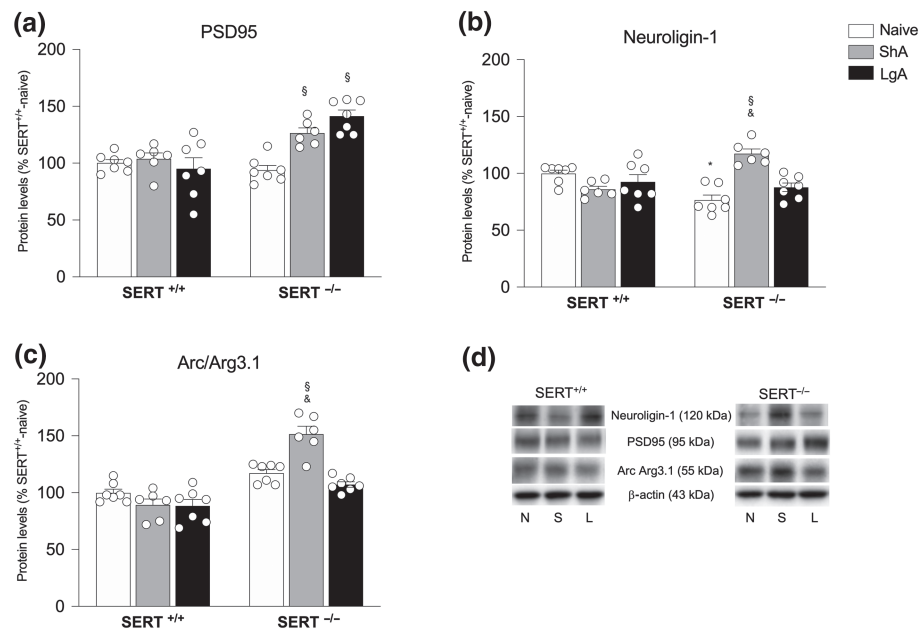 (a)
PSD95
200
150
100
50
0
Protein levels (% SERT+/+-naive)
§
§
SERT +/+
SERT −/−
(b)
Neuroligin-1
200
150
100
50
0
Protein levels (% SERT+/+-naive)
*
§
&
SERT +/+
SERT −/−
Naive
ShA
LgA
(c)
Arc/Arg3.1
200
150
100
50
0
Protein levels (% SERT+/+-naive)
§
&
SERT +/+
SERT −/−
(d)
SERT+/+
SERT−/−
Neuroligin-1 (120 kDa)
PSD95 (95 kDa)
Arc Arg3.1 (55 kDa)
β-actin (43 kDa)
N S L
N S L